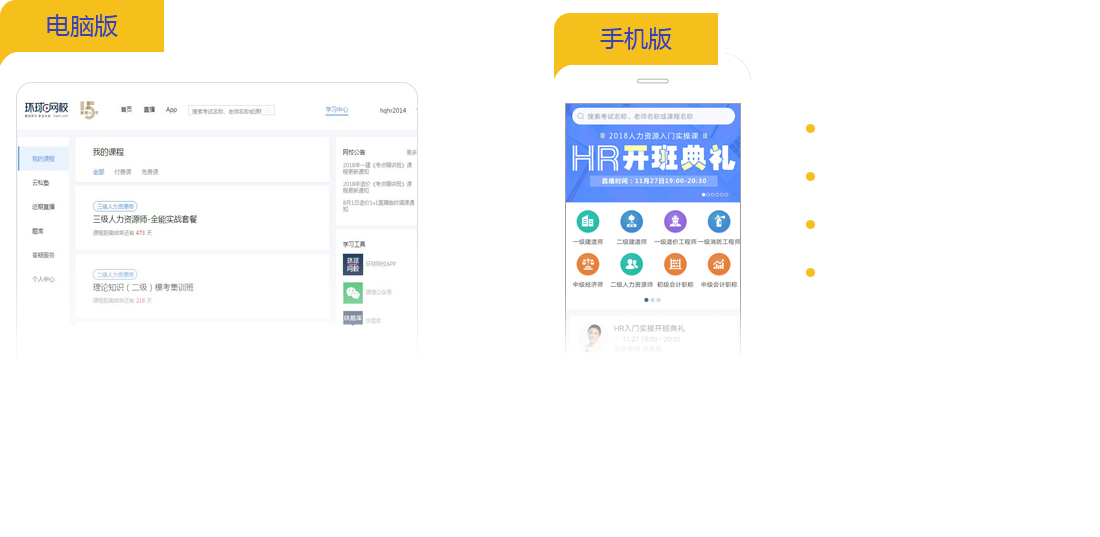 电脑版
环球网校
15
首页
直播
App
搜索考试名称、老师名称或课程
学习中心
hqhr2014
我的课程
云私塾
近期直播
题库
答疑服务
个人中心
我的课程
全部
付费课
免费课
三级人力资源师
三级人力资源师-全能实战套餐
课程距离结束还有 473 天
二级人力资源师
理论知识（二级）模考集训班
课程距离结束还有 218 天
网校公告
更多
2018年一建《考点精讲班》课
程更新通知
2018年造价《考点精讲班》课
程更新通知
8月1日造价1v1直播临时调课通
知
学习工具
环球
网校
环球网校APP
微信公众号
快题库
快题库
手机版
搜索考试名称，老师名称或课程名称
2018人力资源入门实操课
HR开班典礼
直播时间：11月27日19:00-20:30
一级建造师
二级建造师
一级造价工程师
一级消防工程师
中级经济师
二级人力资源师
初级会计职称
中级会计职称
HR入门实操开班典礼
11.27 19:00 - 20:30